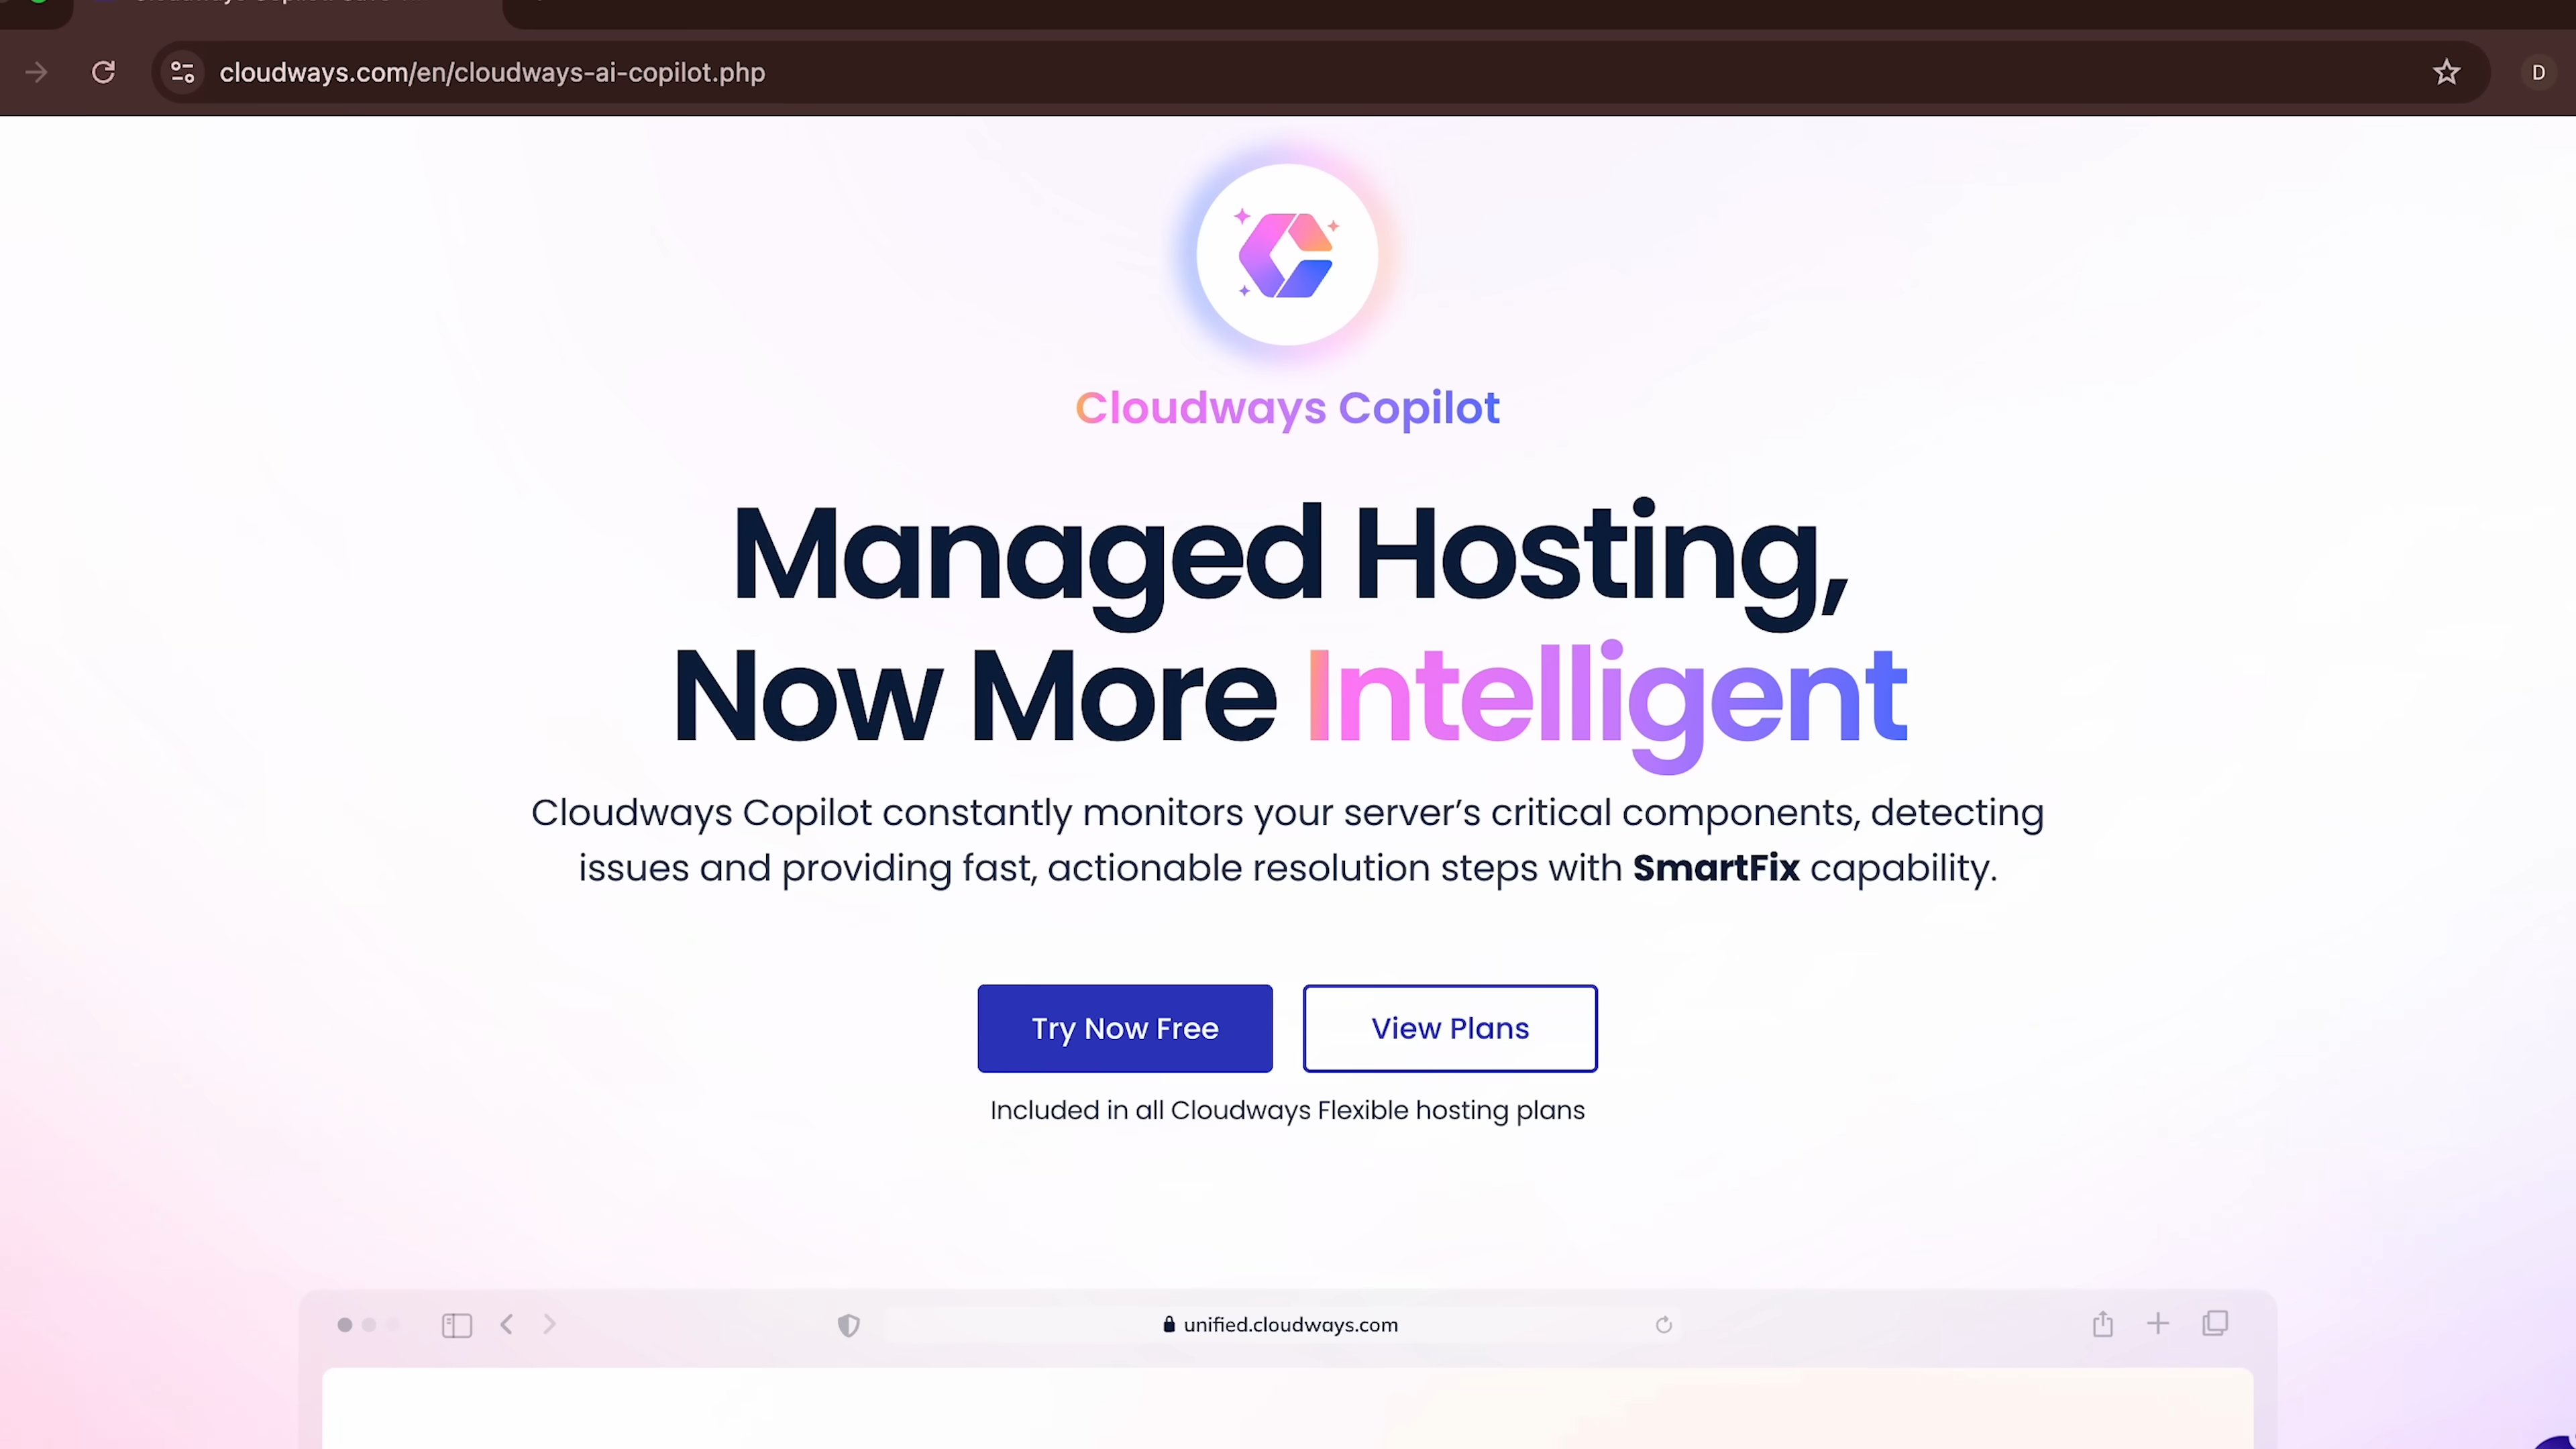 cloudways.com/en/cloudways-ai-copilot.php
D
Cloudways Copilot
Managed Hosting,
Now More Intelligent
Cloudways Copilot constantly monitors your server’s critical components, detecting
issues and providing fast, actionable resolution steps with SmartFix capability.
Try Now Free
View Plans
Included in all Cloudways Flexible hosting plans
unified.cloudways.com